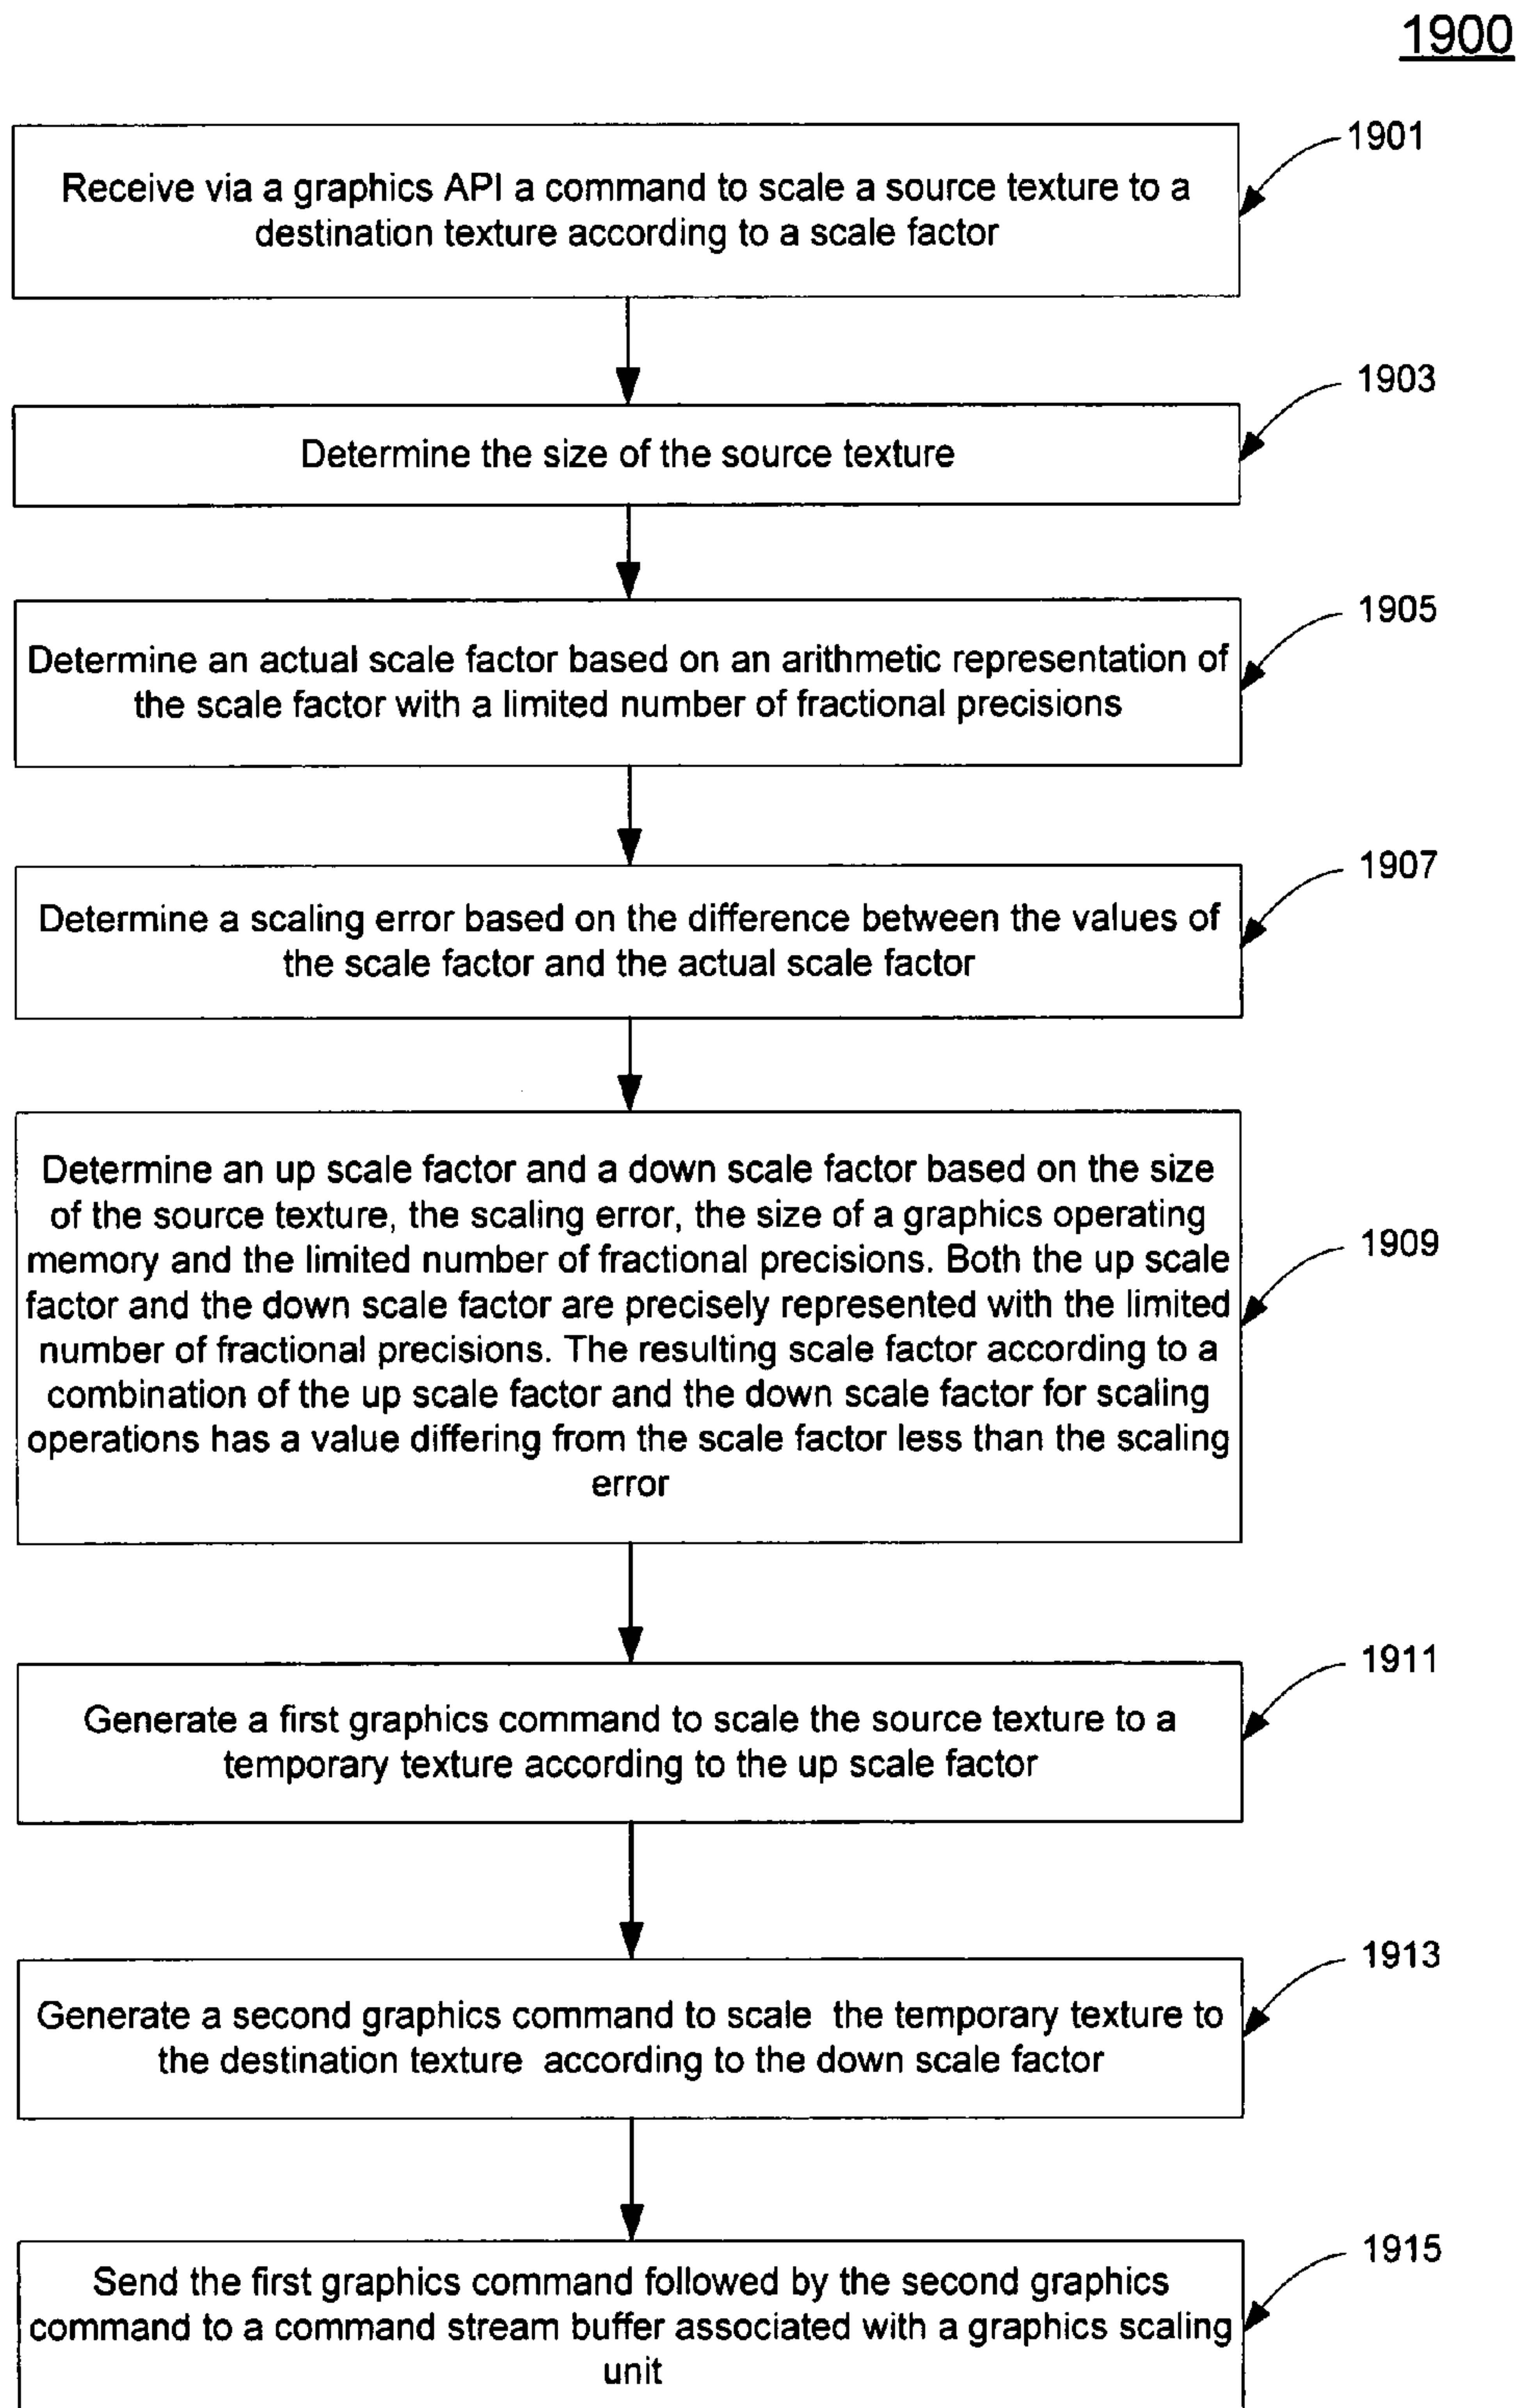 1900
1901
Receive via a graphics API a command to scale a source texture to a
destination texture according to a scale factor
1903
Determine the size of the source texture
1905
Determine an actual scale factor based on an arithmetic representation of
the scale factor with a limited number of fractional precisions
1907
Determine a scaling error based on the difference between the values of
the scale factor and the actual scale factor
1909
Determine an up scale factor and a down scale factor based on the size
of the source texture, the scaling error, the size of a graphics operating
memory and the limited number of fractional precisions. Both the up scale
factor and the down scale factor are precisely represented with the limited
number of fractional precisions. The resulting scale factor according to a
combination of the up scale factor and the down scale factor for scaling
operations has a value differing from the scale factor less than the scaling
error
1911
Generate a first graphics command to scale the source texture to a
temporary texture according to the up scale factor
1913
Generate a second graphics command to scale the temporary texture to
the destination texture according to the down scale factor
1915
Send the first graphics command followed by the second graphics
command to a command stream buffer associated with a graphics scaling
unit